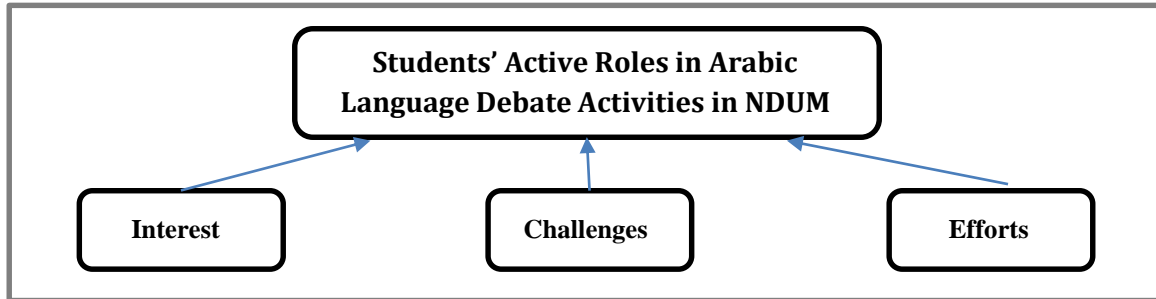 Students’ Active Roles in Arabic
Language Debate Activities in NDUM
Interest
Challenges
Efforts